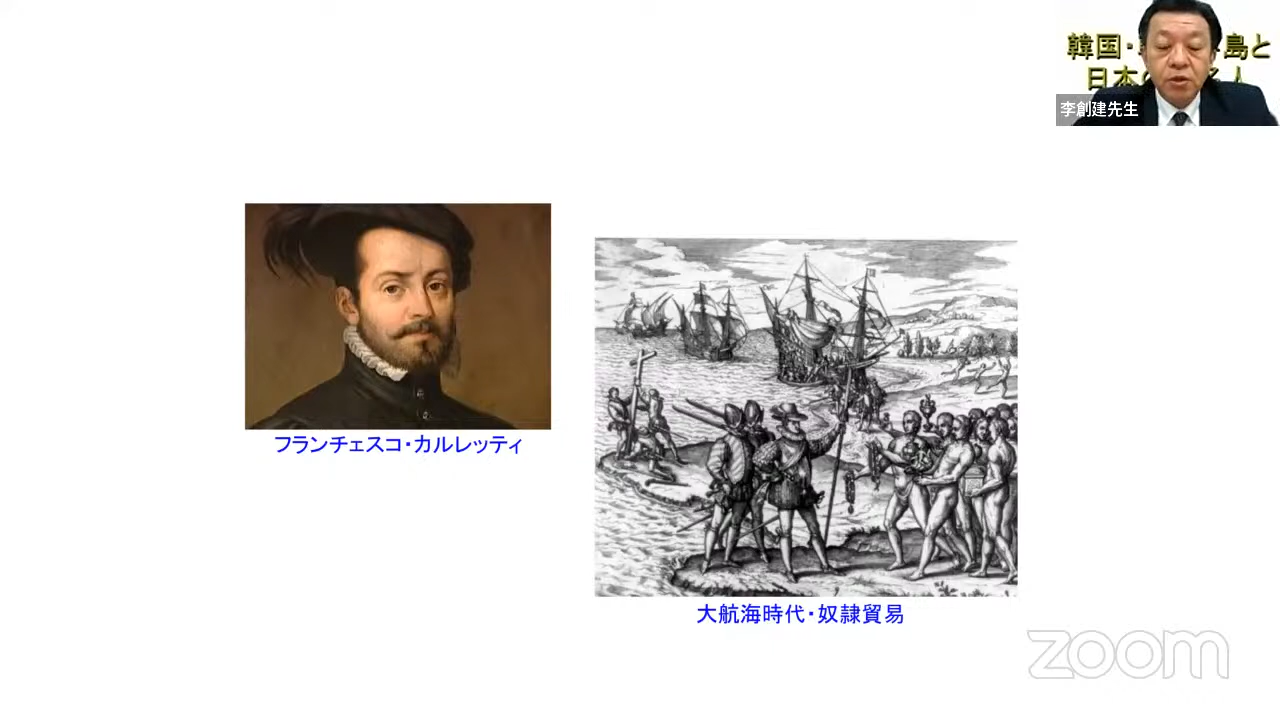 韓国・
島と
日本
人
李創建先生
フランチェスコ・カルレッティ
大航海時代・奴隷貿易
zoom